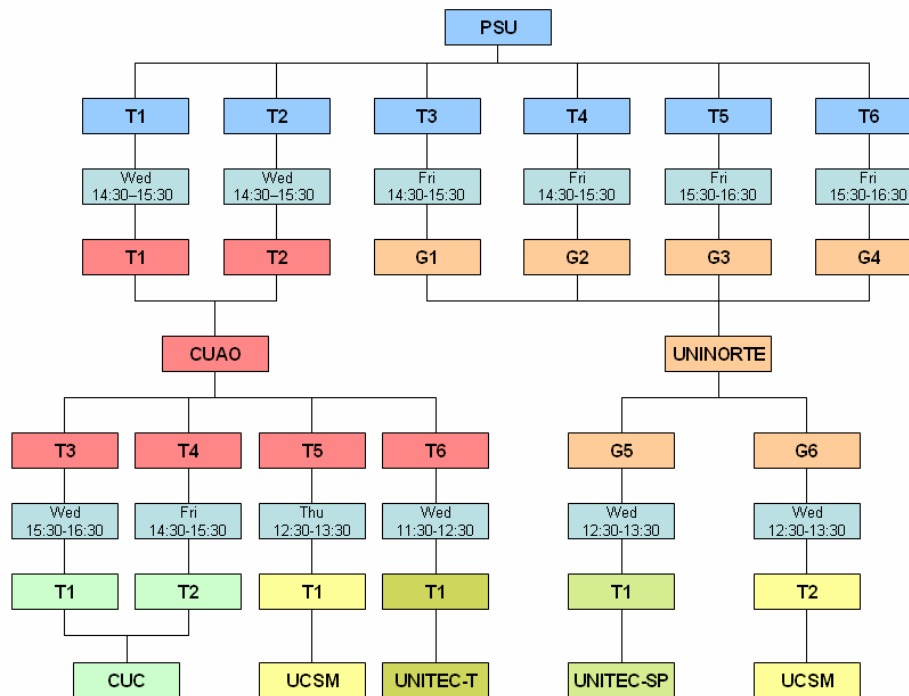 PSU
T1 T2 T3 T4 T5 T6
Wed Wed Fri Fri Fri Fri
14:30–15:30 14:30–15:30 14:30-15:30 14:30-15:30 15:30-16:30 15:30-16:30
T1 T2 G1 G2 G3 G4
CUAO UNINORTE
T3 T4 T5 T6 G5 G6
Wed Fri Thu Wed Wed Wed
15:30-16:30 14:30-15:30 12:30-13:30 11:30-12:30 12:30-13:30 12:30-13:30
T1 T2 T1 T1 T1 T2
CUC UCSM UNITEC-T UNITEC-SP UCSM